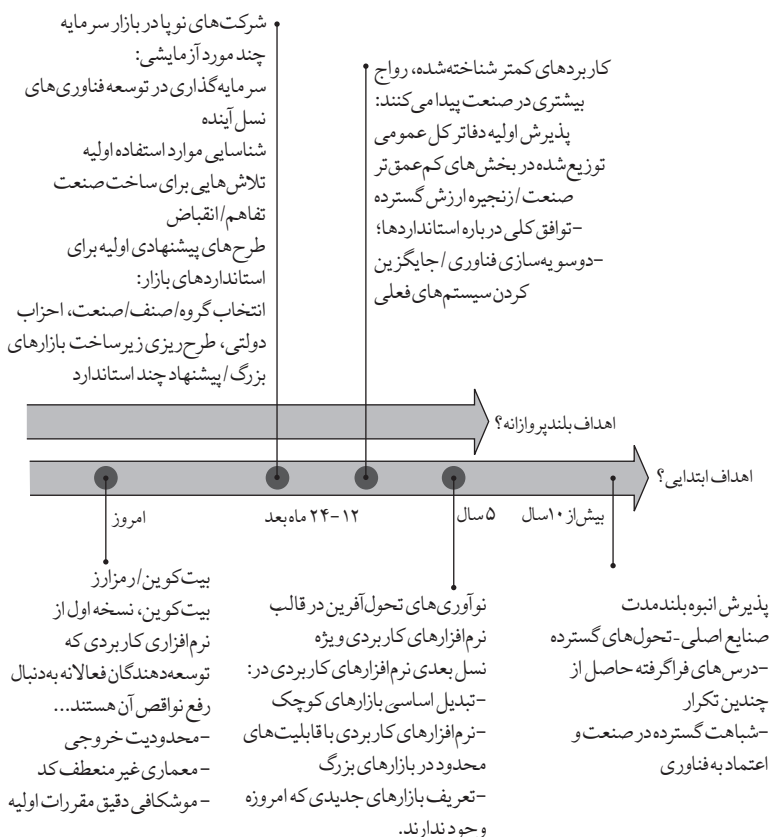 شرکت‌های نوپا در بازار سرمایه
چند مورد آزمایشی:
سرمایه‌گذاری در توسعه فناوری‌های
نسل آینده
شناسایی موارد استفاده اولیه
تلاش‌هایی برای ساخت صنعت
تفاهم/انقباض
طرح‌های پیشنهادی اولیه برای
استانداردهای بازار:
انتخاب گروه/صنف/صنعت، احزاب
دولتی، طرح‌ریزی زیرساخت بازارهای
بزرگ/پیشنهاد چند استاندارد
کاربردهای کمتر شناخته‌شده، رواج
بیشتری در صنعت پیدا می‌کنند:
پذیرش اولیه دفاتر کل عمومی
توزیع‌شده در بخش‌های کم‌عمق‌تر
صنعت/زنجیره ارزش گسترده
-توافق کلی درباره استانداردها؛
-دوسویه‌سازی فناوری/جایگزین
کردن سیستم‌های فعلی
اهداف بلندپروازانه؟
اهداف ابتدایی؟
امروز
۱۲-۲۴ ماه بعد
۵ سال
بیش از ۱۰ سال
بیت‌کوین/رمزارز
بیت‌کوین، نسخه اول از
نرم‌افزاری کاربردی که
توسعه‌دهندگان فعالانه به‌دنبال
رفع نواقص آن هستند...
-محدودیت خروجی
-معماری غیر منعطف کد
-موشکافی دقیق مقررات اولیه
نوآوری‌های تحول‌آفرین در قالب
نرم‌افزارهای کاربردی ویژه
نسل بعدی نرم‌افزارهای کاربردی در:
-تبدیل اساسی بازارهای کوچک
-نرم‌افزارهای کاربردی با قابلیت‌های
محدود در بازارهای بزرگ
-تعریف بازارهای جدیدی که امروزه
وجود ندارند.
پذیرش انبوه بلندمدت
صنایع اصلی-تحول‌های گسترده
-درس‌های فراگرفته حاصل از
چندین تکرار
-شباهت گسترده در صنعت و
اعتماد به فناوری